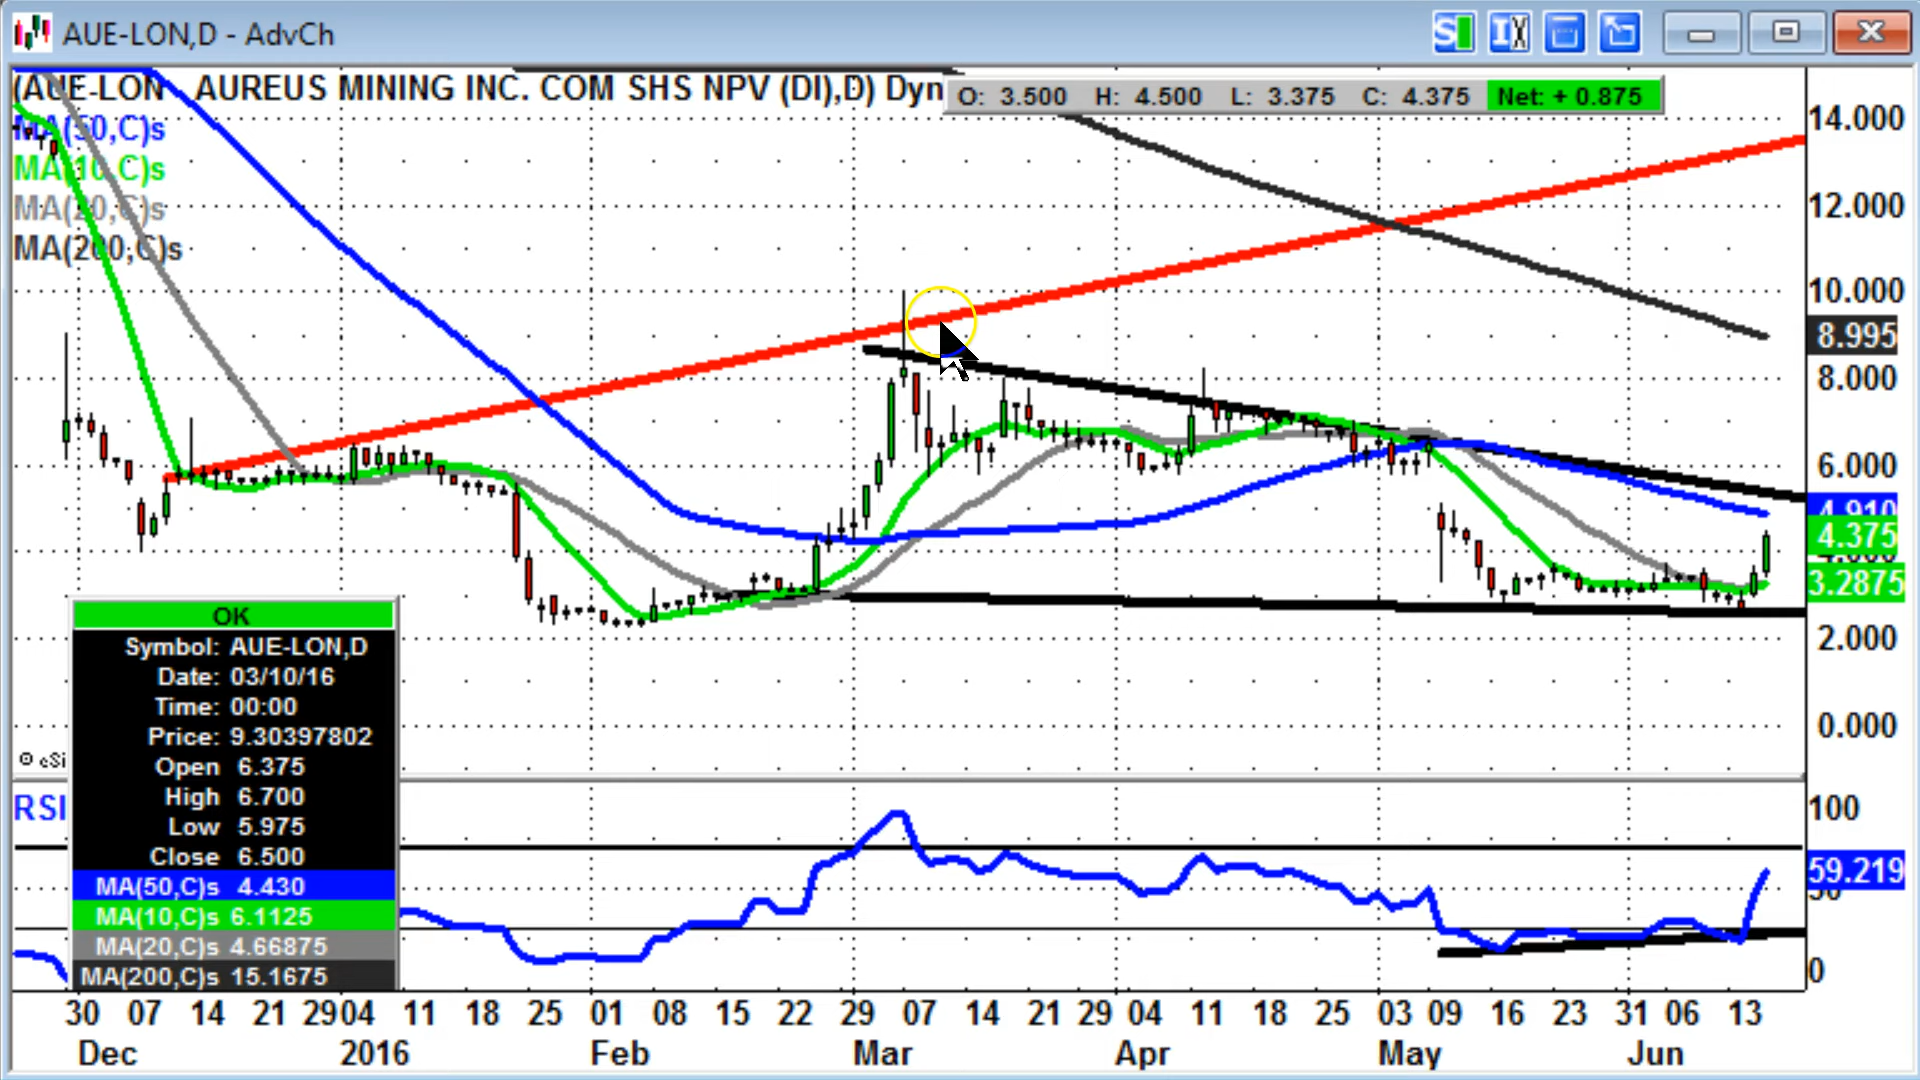 AUE-LON,D - AdvCh
(AUE-LON AUREUS MINING INC. COM SHS NPV (DI),D) Dyn
O: 3.500 H: 4.500 L: 3.375 C: 4.375 Net: + 0.875
MA(50,C)s
MA(10,C)s
MA(20,C)s
MA(200,C)s
14.000
12.000
10.000
8.995
8.000
6.000
4.910
4.375
4.000
3.2875
2.000
0.000
OK
Symbol: AUE-LON,D
Date: 03/10/16
Time: 00:00
Price: 9.30397802
Open 6.375
High 6.700
Low 5.975
Close 6.500
MA(50,C)s 4.430
MA(10,C)s 6.1125
MA(20,C)s 4.66875
MA(200,C)s 15.1675
© eSi
RSI
100
59.219
50
0
30 07 14 21 29 04 11 18 25 01 08 15 22 29 07 14 21 29 04 11 18 25 03 09 16 23 31 06 13
Dec 2016 Feb Mar Apr May Jun